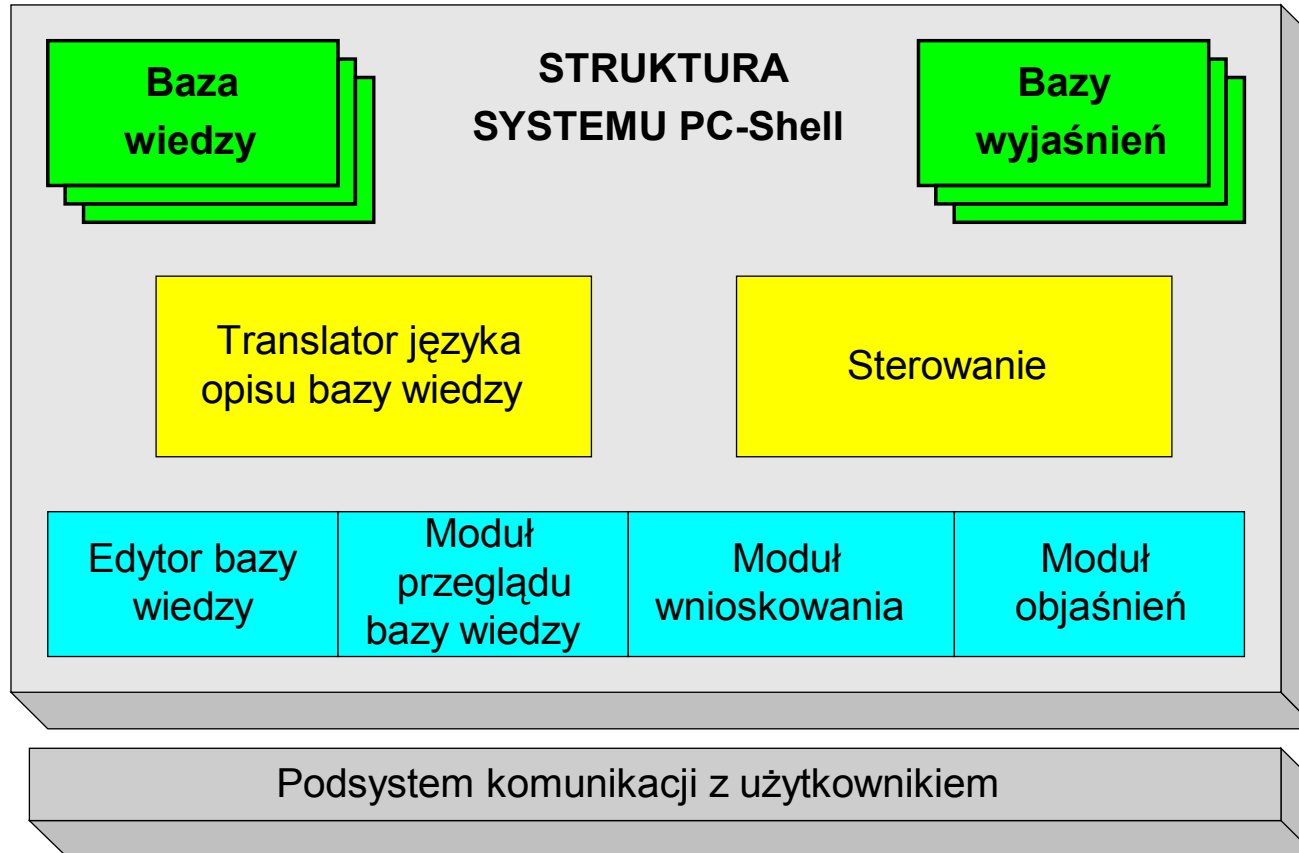 Baza
wiedzy
STRUKTURA
SYSTEMU PC-Shell
Bazy
wyjaśnień
Translator języka
opisu bazy wiedzy
Sterowanie
Edytor bazy
wiedzy
Moduł
przeglądu
bazy wiedzy
Moduł
wnioskowania
Moduł
objaśnień
Podsystem komunikacji z użytkownikiem